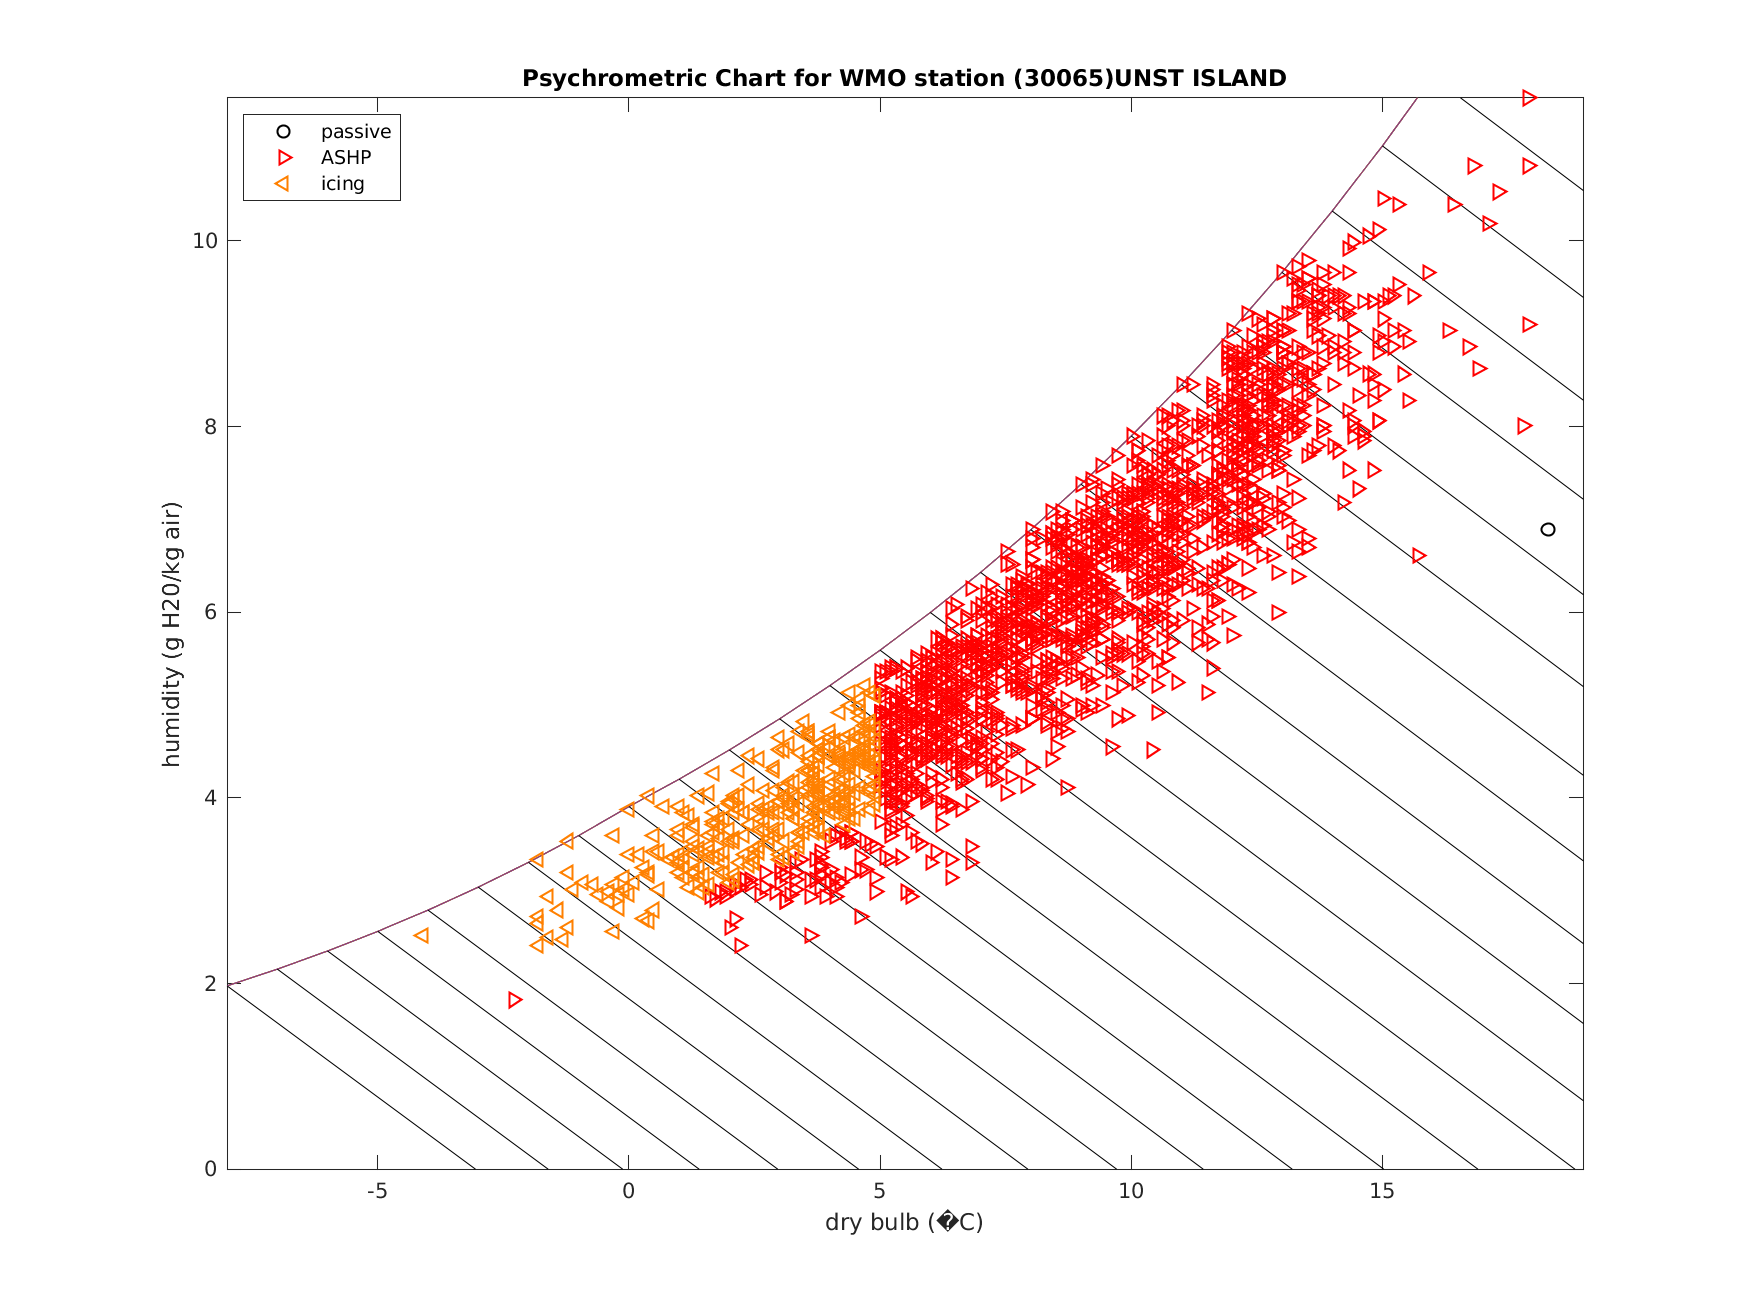 Psychrometric Chart for WMO station (30065)UNST ISLAND
passive
ASHP
icing
10
8
6
4
2
0
humidity (g H20/kg air)
-5 0 5 10 15
dry bulb (�C)